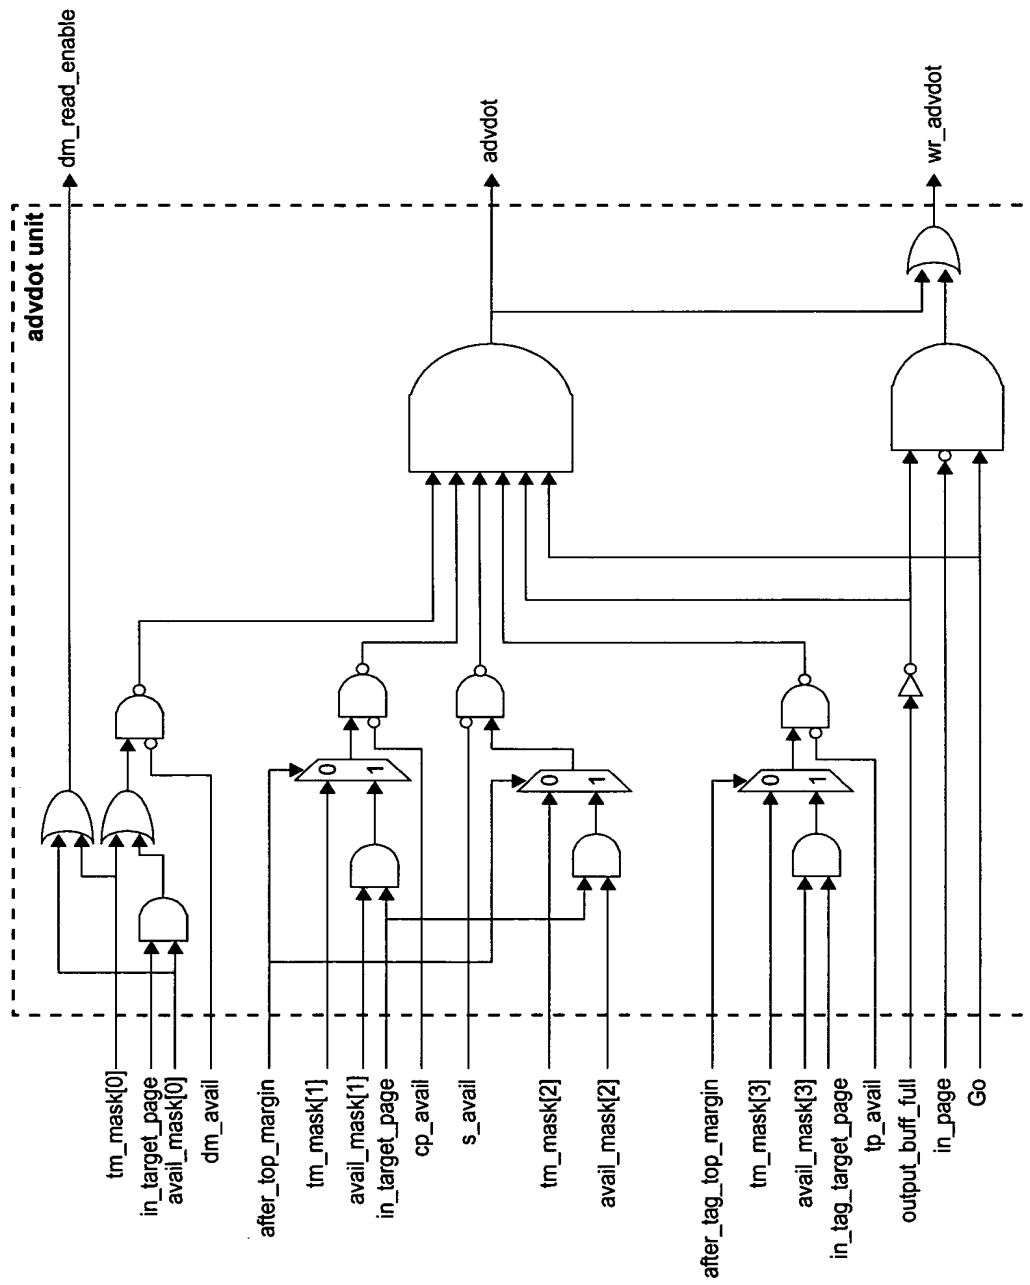 advdot unit
dm_read_enable
advdot
wr_advdot
tm_mask[0]
in_target_page
avail_mask[0]
dm_avail
after_top_margin
tm_mask[1]
avail_mask[1]
in_target_page
cp_avail
s_avail
tm_mask[2]
avail_mask[2]
after_tag_top_margin
tm_mask[3]
avail_mask[3]
in_tag_target_page
tp_avail
output_buff_full
in_page
Go
0
1
0
1
0
1